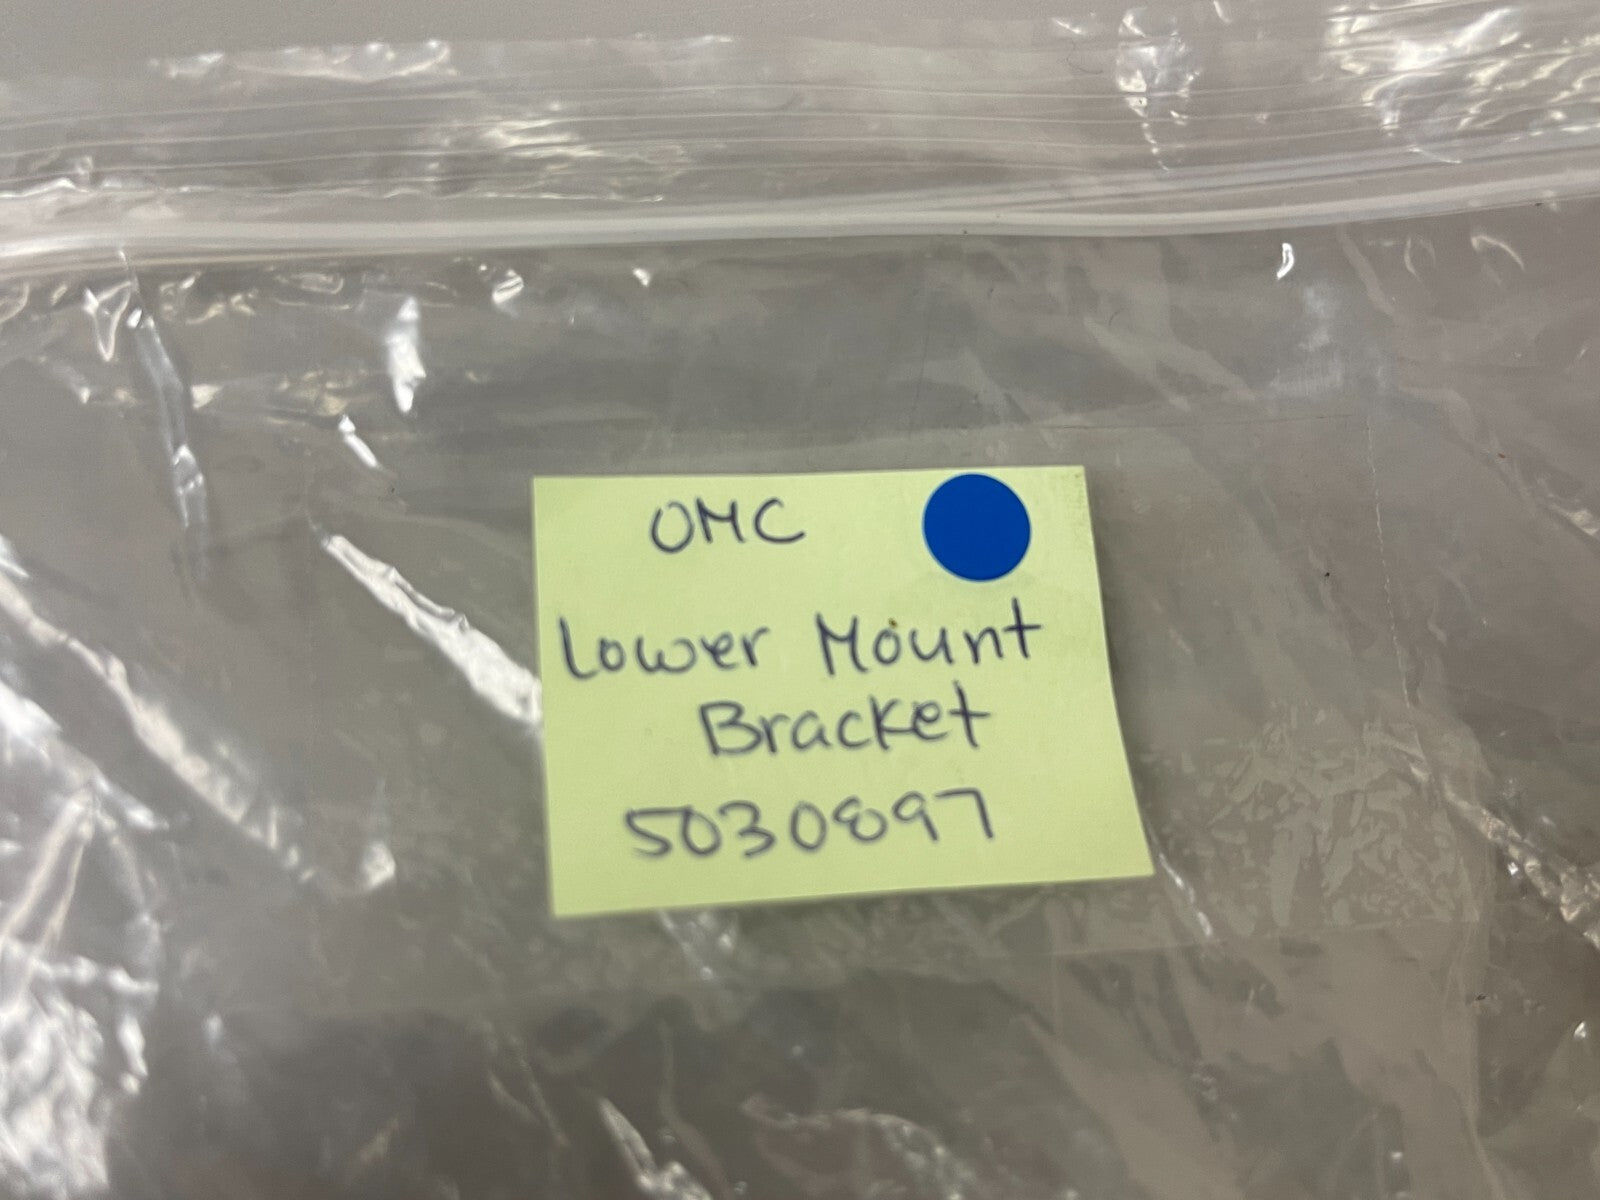 OMC
Lower Mount
Bracket
5030897